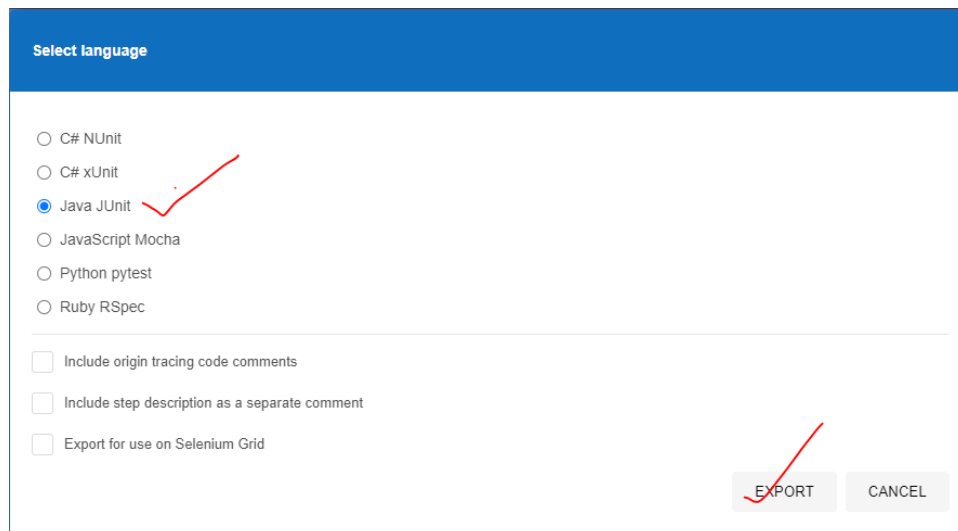 Select language
C# NUnit
C# xUnit
Java JUnit
JavaScript Mocha
Python pytest
Ruby RSpec
Include origin tracing code comments
Include step description as a separate comment
Export for use on Selenium Grid
EXPORT CANCEL